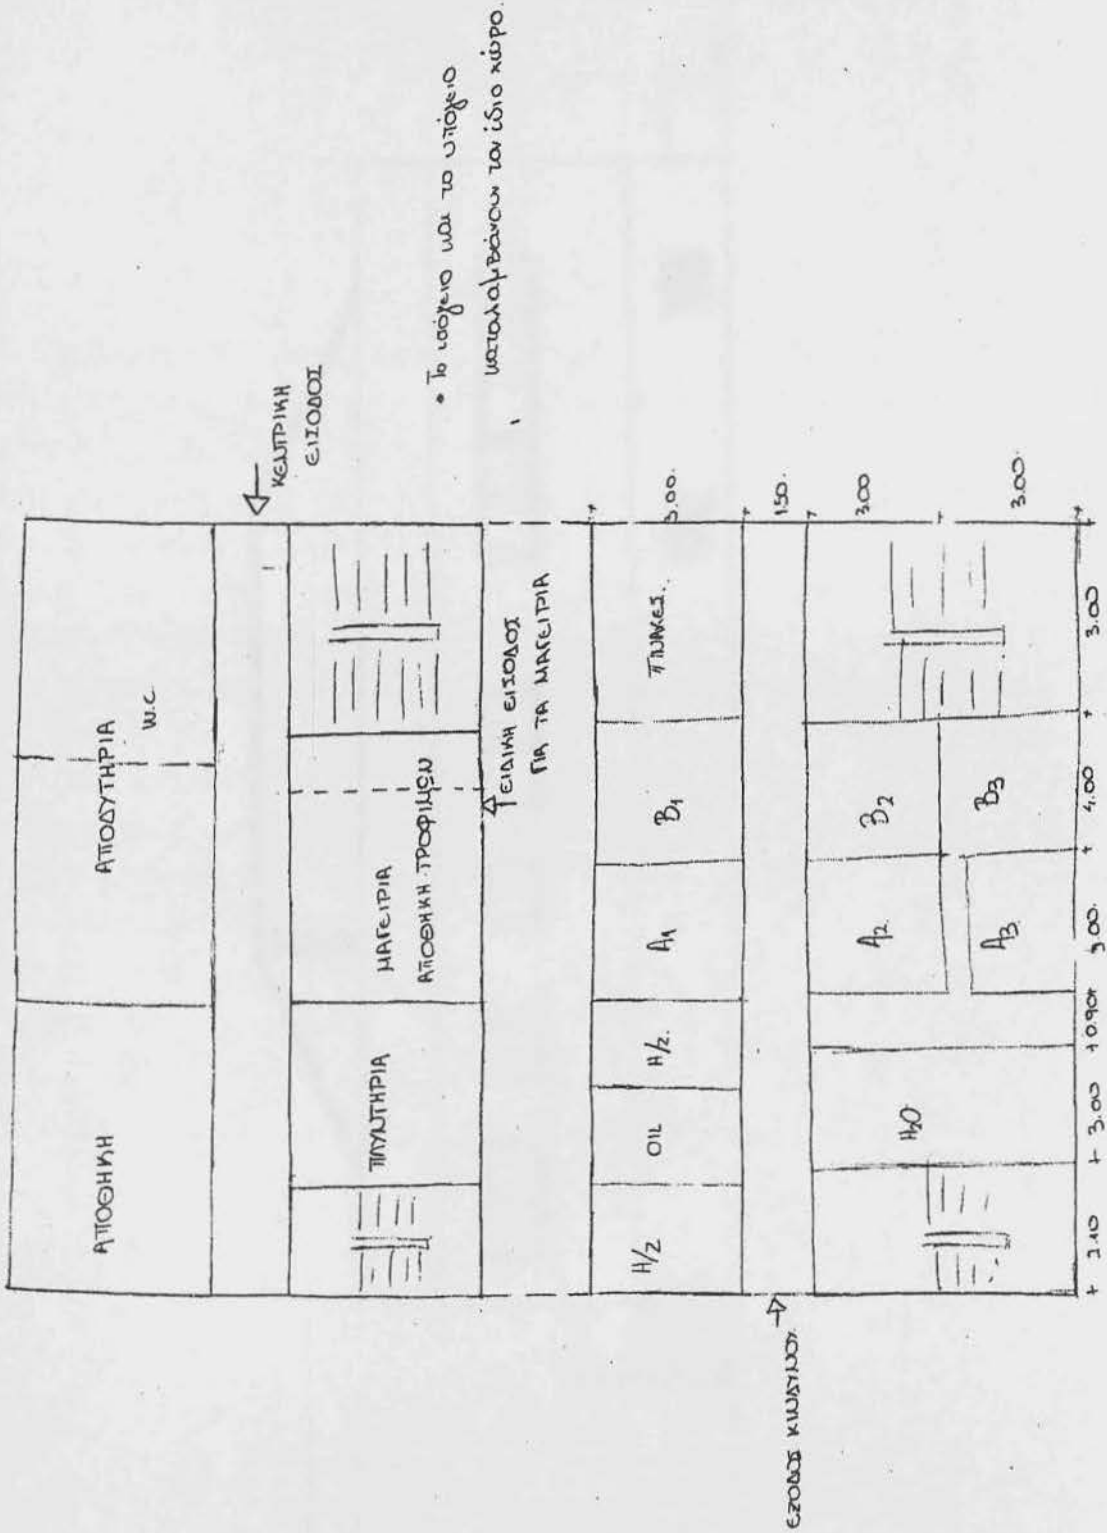 ΑΠΟΘΗΚΗ
ΑΠΟΔΥΤΗΡΙΑ
W.C.
ΚΕΝΤΡΙΚΗ
ΕΙΣΟΔΟΣ
ΠΛΥΝΤΗΡΙΑ
ΜΑΓΕΙΡΙΑ
ΑΠΟΘΗΚΗ ΤΡΟΦΙΜΩΝ
ΕΙΔΙΚΗ ΕΙΣΟΔΟΣ
ΓΙΑ ΤΑ ΜΑΓΕΙΡΙΑ
• Το ισόγειο και το υπόγειο
καταλαμβάνουν τον ίδιο χώρο.
Η/Ζ
OIL
Η/Ζ.
A1
B1
ΠΙΝΑΚΕΣ.
3.00.
1.50.
ΕΞΟΔΟΣ ΚΙΝΔΥΝΟΥ
H2O
A2
B2
3.00
A3
B3
3.00.
2.10
3.00
0.90
3.00.
4.00
3.00